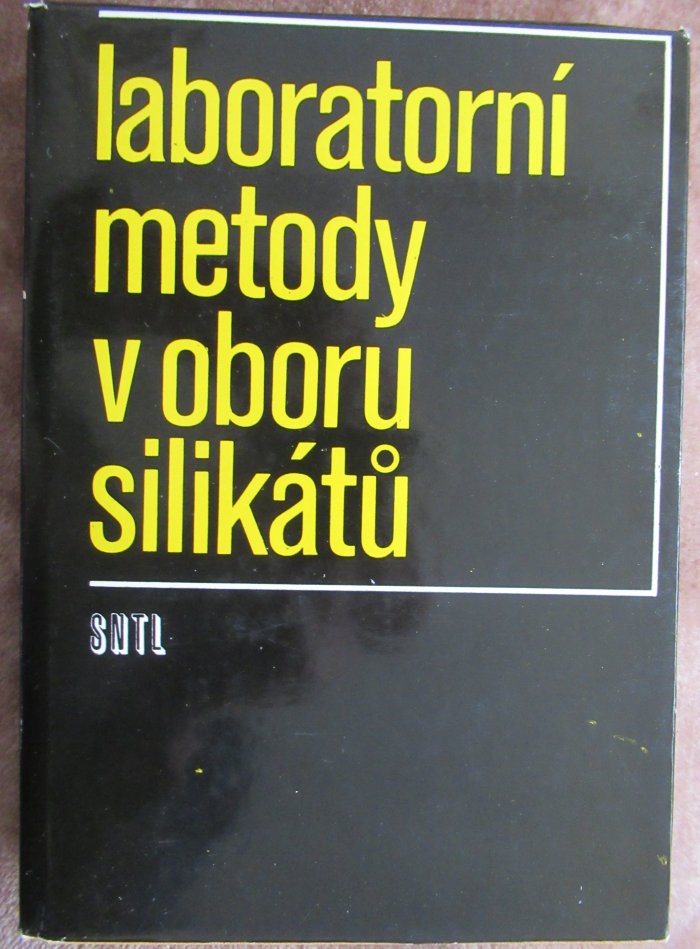 laboratorní
metody
v oboru
silikátů
SNTL